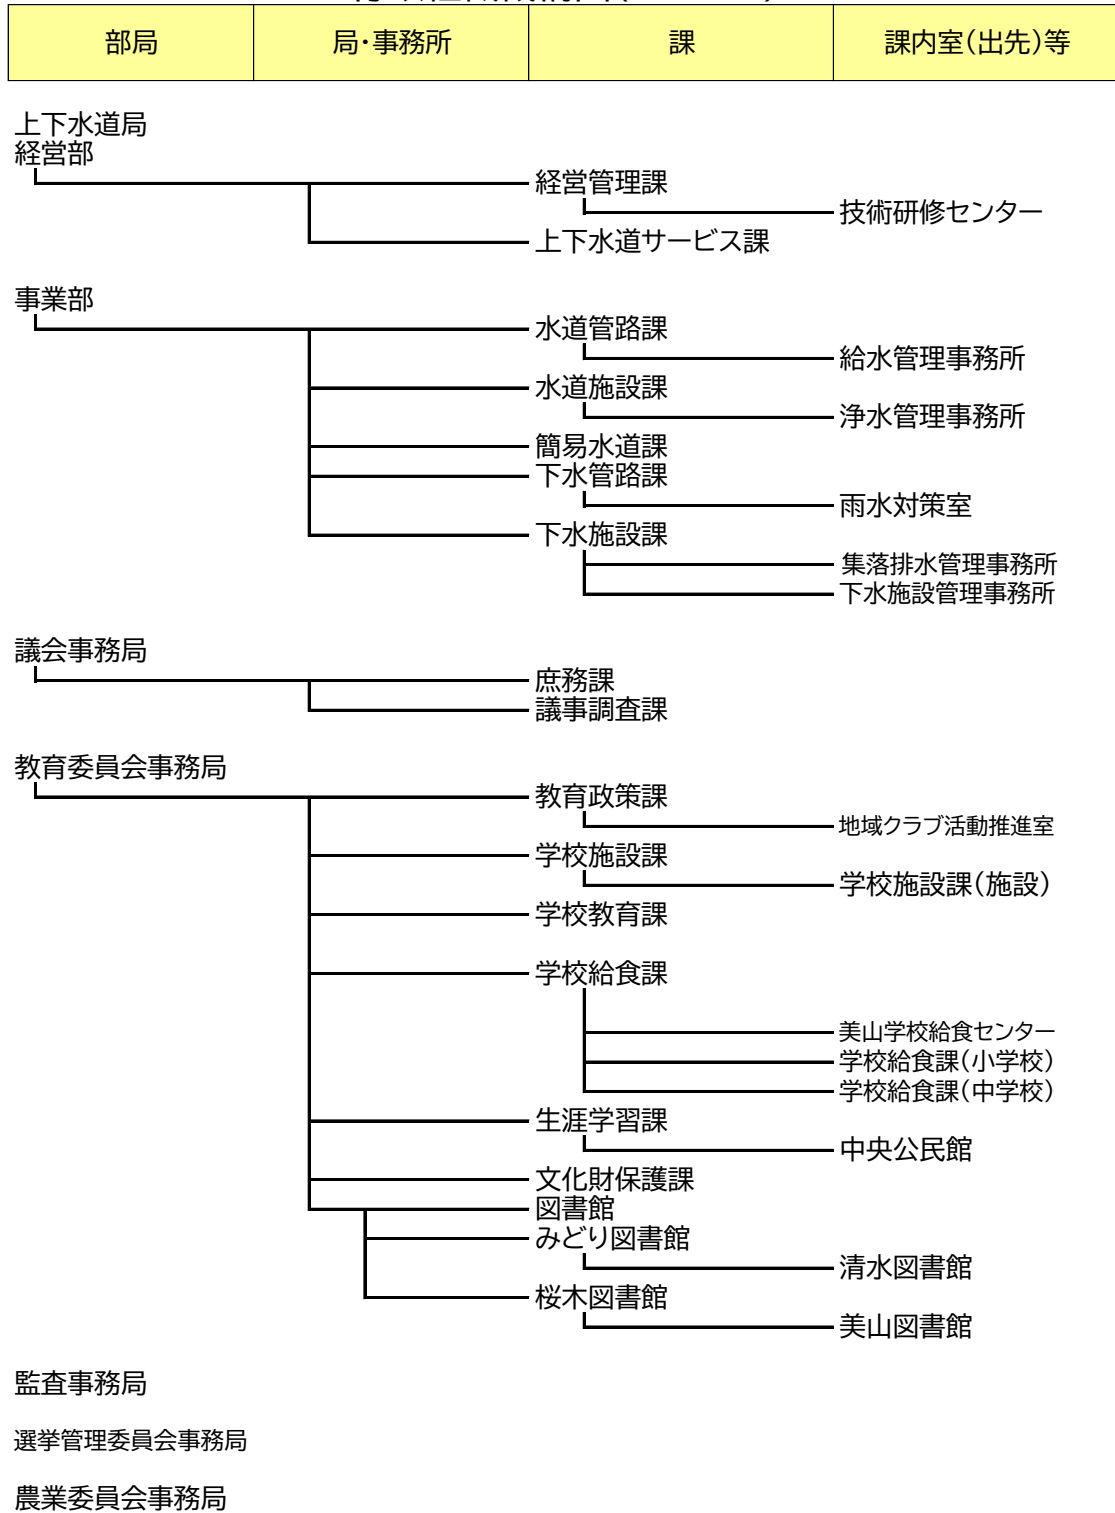 部局 局・事務所 課 課内室(出先)等
上下水道局
経営部
経営管理課
技術研修センター
上下水道サービス課
事業部
水道管路課
給水管理事務所
水道施設課
浄水管理事務所
簡易水道課
下水管路課
雨水対策室
下水施設課
集落排水管理事務所
下水施設管理事務所
議会事務局
庶務課
議事調査課
教育委員会事務局
教育政策課
地域クラブ活動推進室
学校施設課
学校施設課(施設)
学校教育課
学校給食課
美山学校給食センター
学校給食課(小学校)
学校給食課(中学校)
生涯学習課
中央公民館
文化財保護課
図書館
みどり図書館
清水図書館
桜木図書館
美山図書館
監査事務局
選挙管理委員会事務局
農業委員会事務局